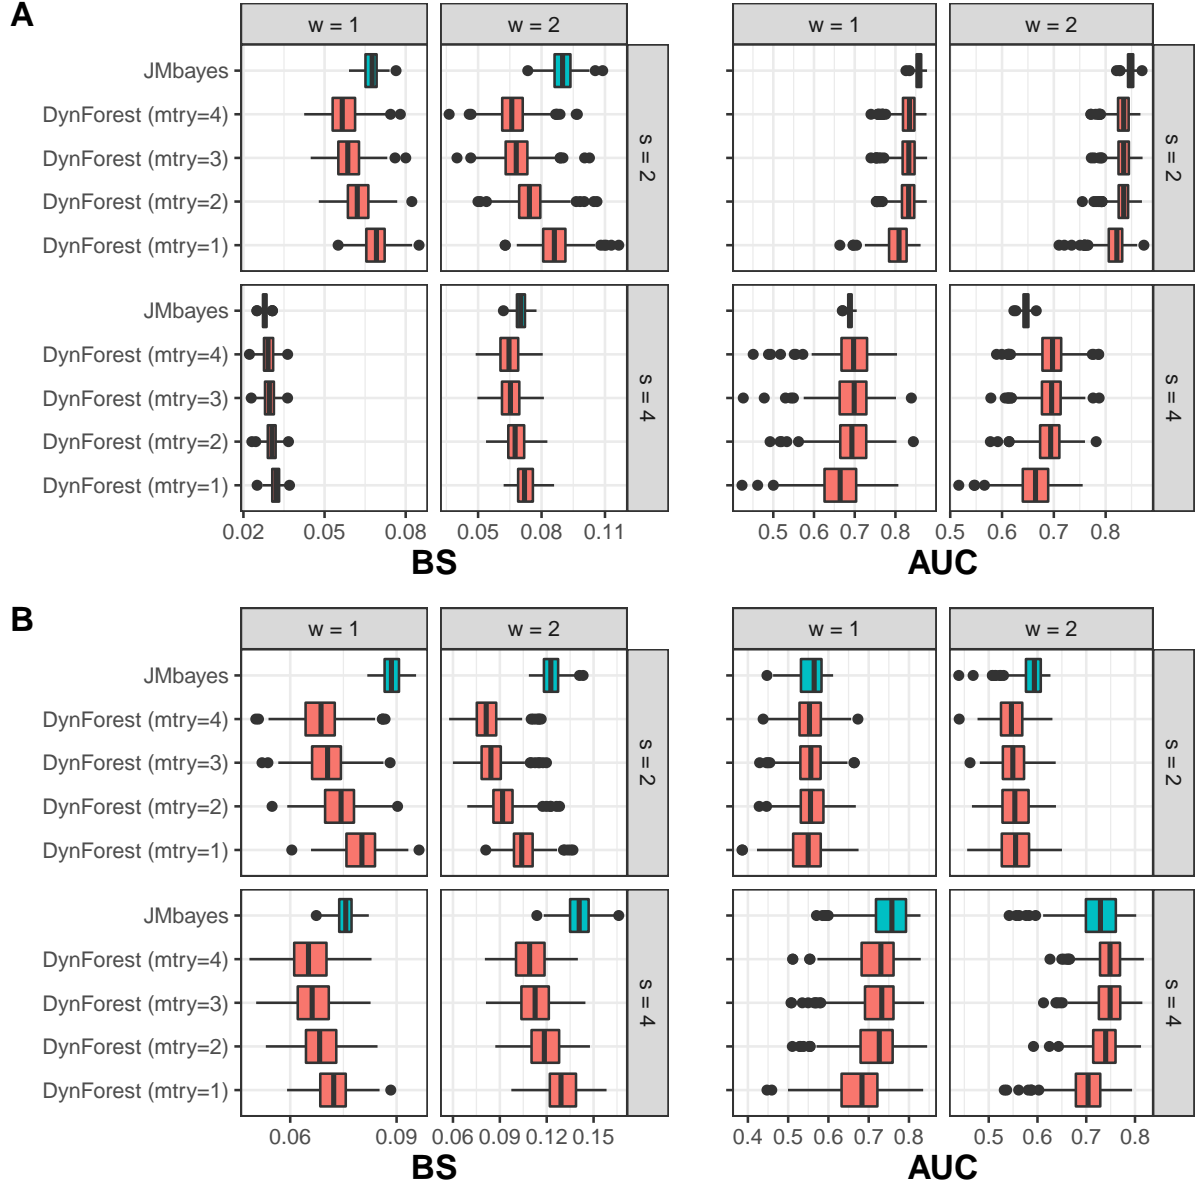 A
w = 1
w = 2
w = 1
w = 2
JMbayes
DynForest (mtry=4)
DynForest (mtry=3)
DynForest (mtry=2)
DynForest (mtry=1)
s = 2
s = 2
JMbayes
DynForest (mtry=4)
DynForest (mtry=3)
DynForest (mtry=2)
DynForest (mtry=1)
s = 4
s = 4
0.02 0.05 0.08 0.05 0.08 0.11 0.5 0.6 0.7 0.8 0.5 0.6 0.7 0.8
BS AUC
B
w = 1
w = 2
w = 1
w = 2
JMbayes
DynForest (mtry=4)
DynForest (mtry=3)
DynForest (mtry=2)
DynForest (mtry=1)
s = 2
s = 2
JMbayes
DynForest (mtry=4)
DynForest (mtry=3)
DynForest (mtry=2)
DynForest (mtry=1)
s = 4
s = 4
0.06 0.09 0.06 0.09 0.12 0.15 0.4 0.5 0.6 0.7 0.8 0.5 0.6 0.7 0.8
BS AUC